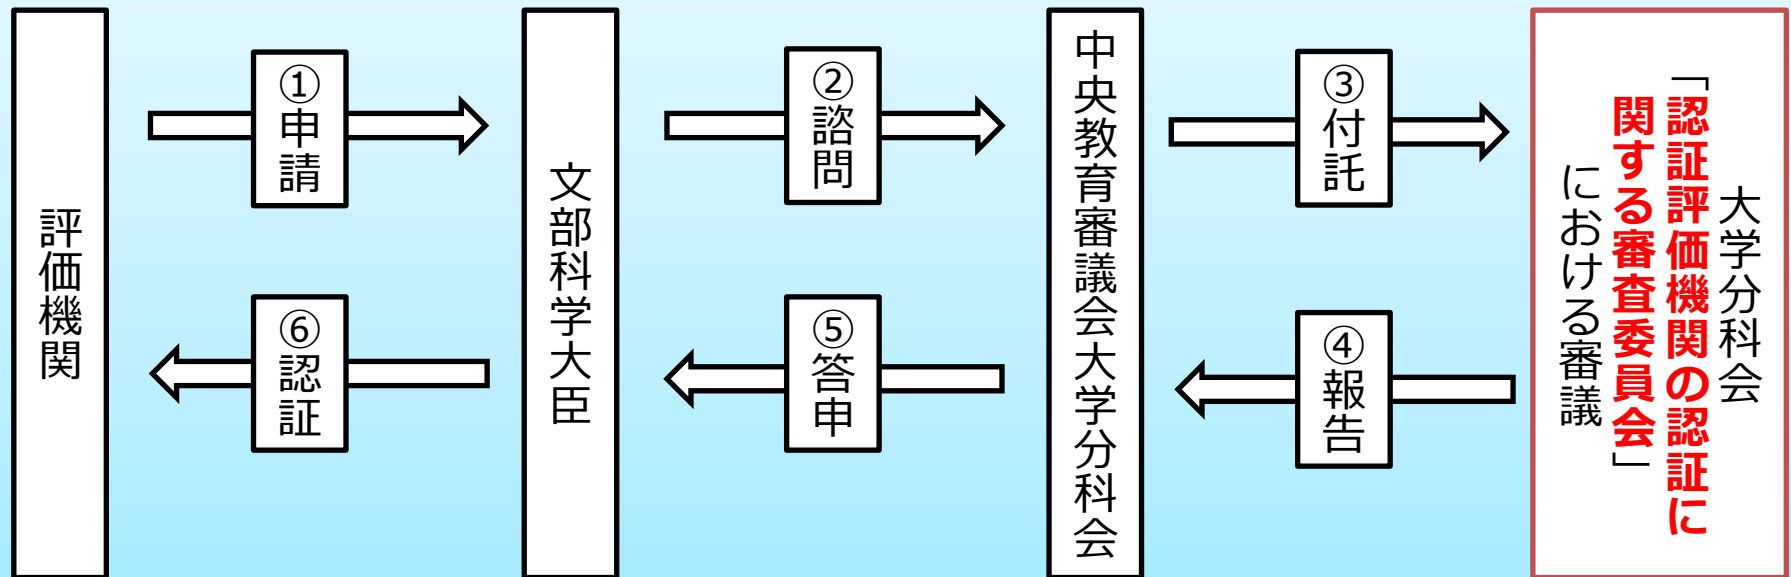 評価機関
①申請
⑥認証
文部科学大臣
②諮問
⑤答申
中央教育審議会大学分科会
③付託
④報告
大学分科会
「認証評価機関の認証に
関する審査委員会」
における審議